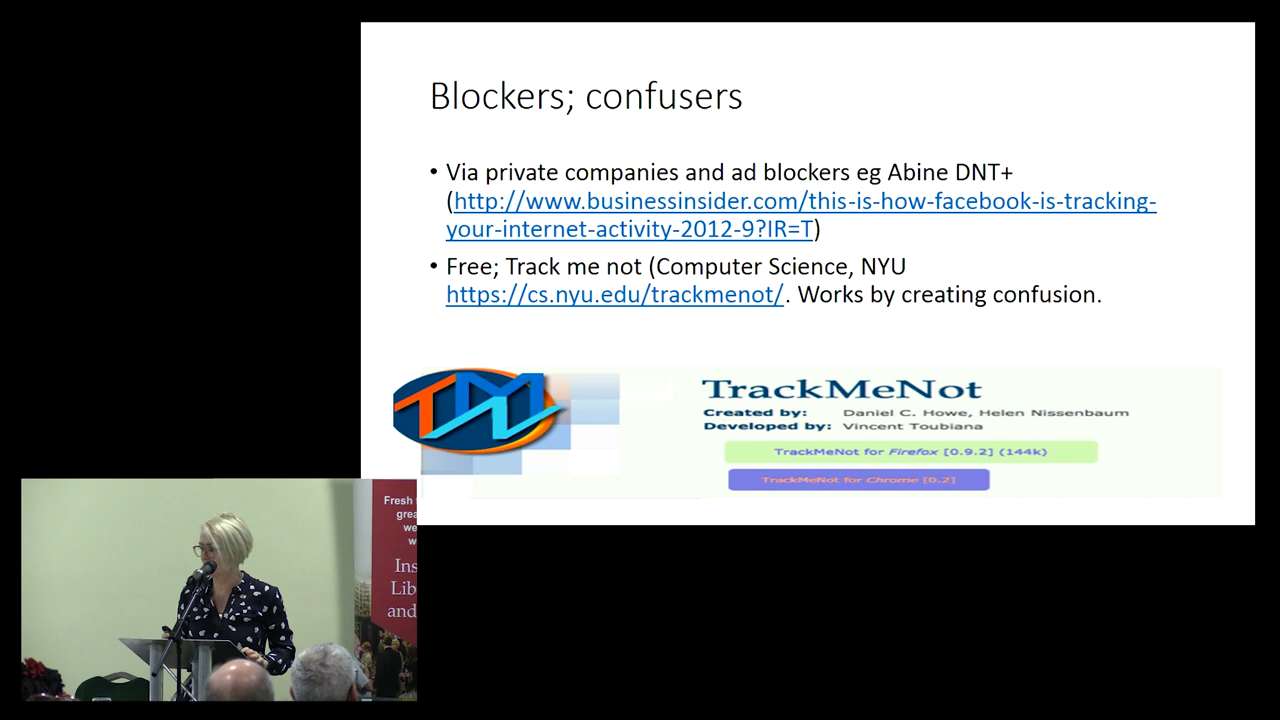 Blockers; confusers
• Via private companies and ad blockers eg Abine DNT+
(http://www.businessinsider.com/this-is-how-facebook-is-tracking-
your-internet-activity-2012-9?IR=T)
• Free; Track me not (Computer Science, NYU
https://cs.nyu.edu/trackmenot/. Works by creating confusion.
TMN
TrackMeNot
Created by: Daniel C. Howe, Helen Nissenbaum
Developed by: Vincent Toubiana
TrackMeNot for Firefox [0.9.2] (144k)
TrackMeNot for Chrome [0.2]
Fresh
grea
we
w
Ins
Lib
and